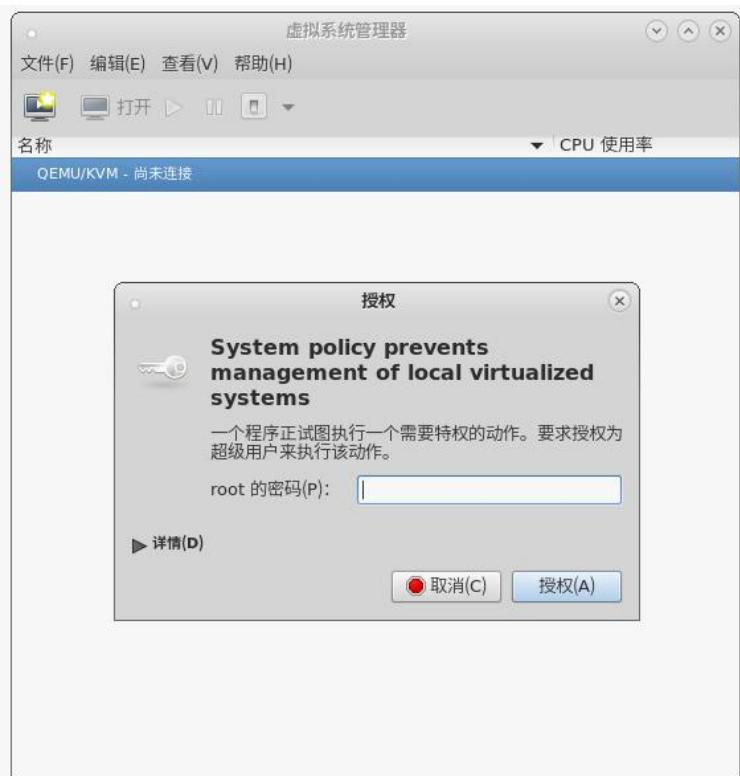 虚拟系统管理器
文件(F) 编辑(E) 查看(V) 帮助(H)
打开
名称 CPU 使用率
QEMU/KVM - 尚未连接
授权
System policy prevents
management of local virtualized
systems
一个程序正试图执行一个需要特权的动作。要求授权为
超级用户来执行该动作。
root 的密码(P):
详情(D)
取消(C) 授权(A)